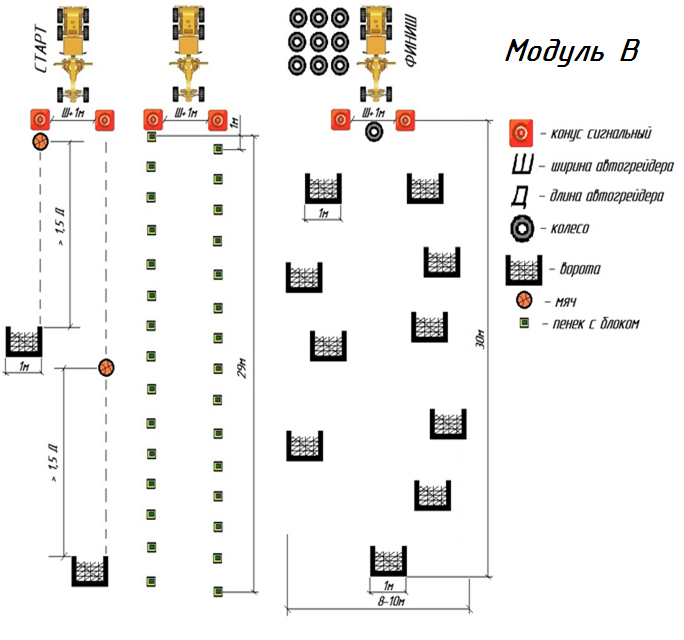 СТАРТ
ФИНИШ
Модуль В
Ш+1м
Ш+1м
1м
Ш+1м
- конус сигнальный
Ш - ширина автогрейдера
Д - длина автогрейдера
- колесо
- ворота
- мяч
- пенек с блоком
> 1,5 Д
1м
1м
29м
30м
> 1,5 Д
1м
8-10м